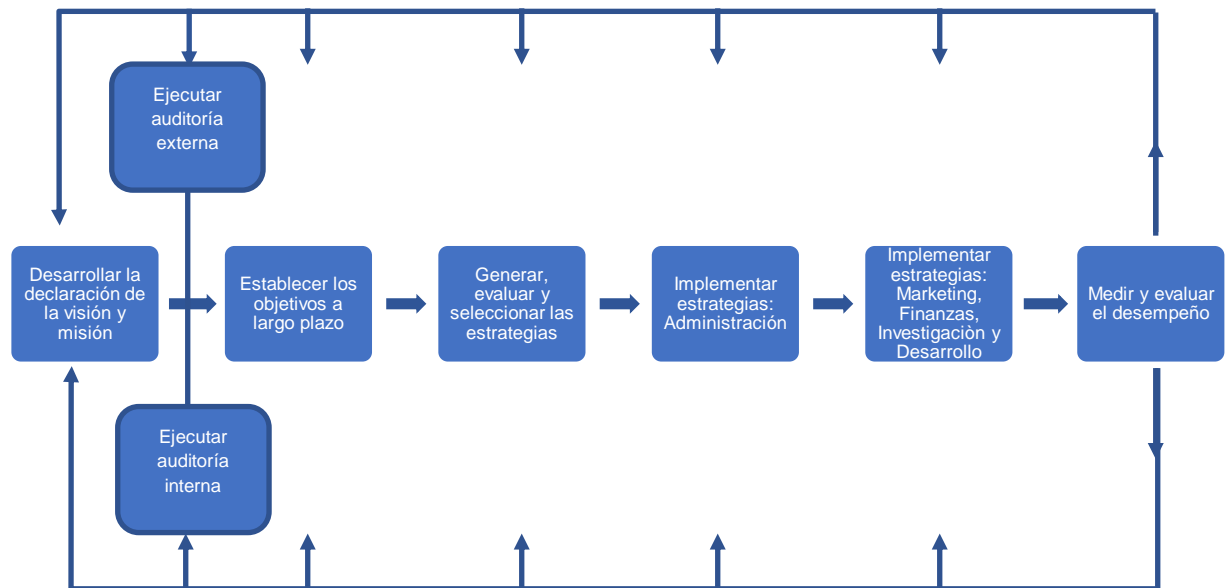 Ejecutar
auditoría
externa
Desarrollar la
declaración de
la visión y
misión
Establecer los
objetivos a
largo plazo
Generar,
evaluar y
seleccionar las
estrategias
Implementar
estrategias:
Administración
Implementar
estrategias:
Marketing,
Finanzas,
Investigaciòn y
Desarrollo
Medir y evaluar
el desempeño
Ejecutar
auditoría
interna